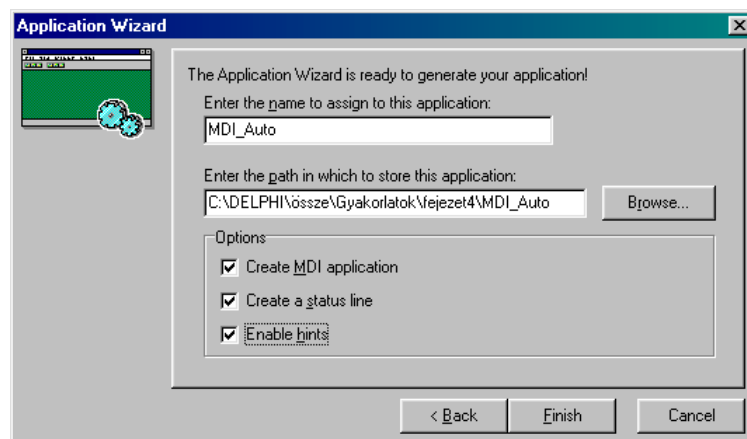 Application Wizard
The Application Wizard is ready to generate your application!
Enter the name to assign to this application:
MDI_Auto
Enter the path in which to store this application:
C:\DELPHI\össze\Gyakorlatok\fejezet4\MDI_Auto
Browse...
Options
Create MDI application
Create a status line
Enable hints
< Back
Finish
Cancel